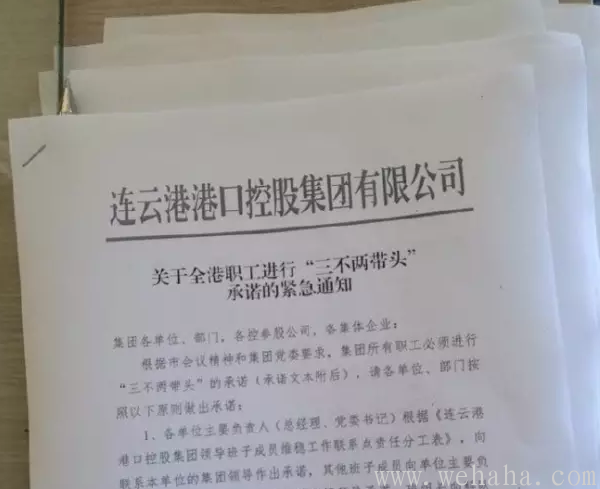 连云港港口控股集团有限公司
关于全港职工进行“三不两带头”
承诺的紧急通知
集团各单位、部门，各控参股公司，各集体企业：
根据市会议精神和集团党委要求，集团所有职工必须进行
“三不两带头”的承诺（承诺文本附后），请各单位、部门按
照以下原则做出承诺：
1、各单位主要负责人（总经理、党委书记）根据《连云港
港口控股集团领导班子成员维稳工作联系点责任分工表》，向
联系本单位的集团领导作出承诺，其他班子成员向单位主要负
www.wehaha.com